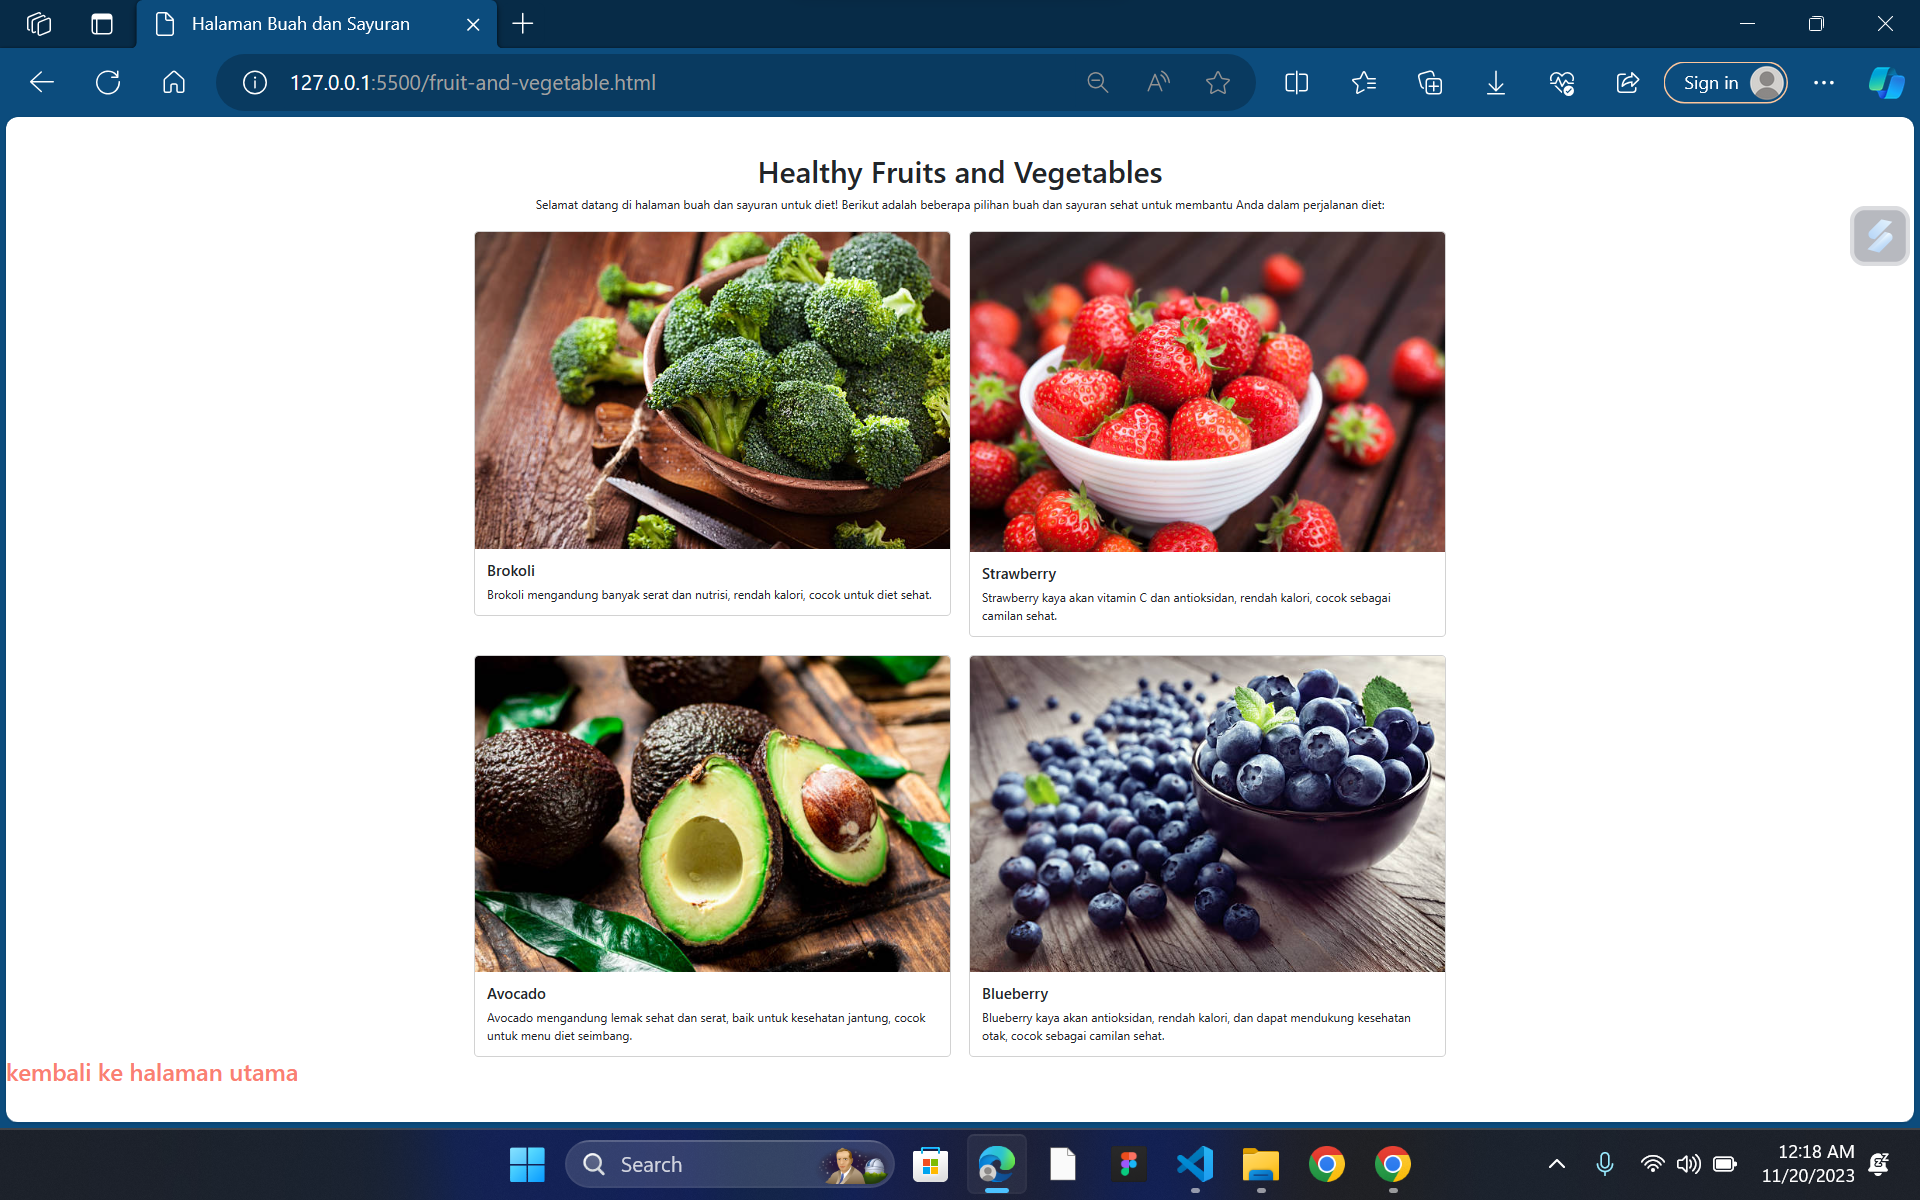 Halaman Buah dan Sayuran
127.0.0.1:5500/fruit-and-vegetable.html
Sign in
Healthy Fruits and Vegetables
Selamat datang di halaman buah dan sayuran untuk diet! Berikut adalah beberapa pilihan buah dan sayuran sehat untuk membantu Anda dalam perjalanan diet:
Brokoli
Brokoli mengandung banyak serat dan nutrisi, rendah kalori, cocok untuk diet sehat.
Strawberry
Strawberry kaya akan vitamin C dan antioksidan, rendah kalori, cocok sebagai
camilan sehat.
Avocado
Avocado mengandung lemak sehat dan serat, baik untuk kesehatan jantung, cocok
untuk menu diet seimbang.
Blueberry
Blueberry kaya akan antioksidan, rendah kalori, dan dapat mendukung kesehatan
otak, cocok sebagai camilan sehat.
kembali ke halaman utama
Search
12:18 AM
11/20/2023